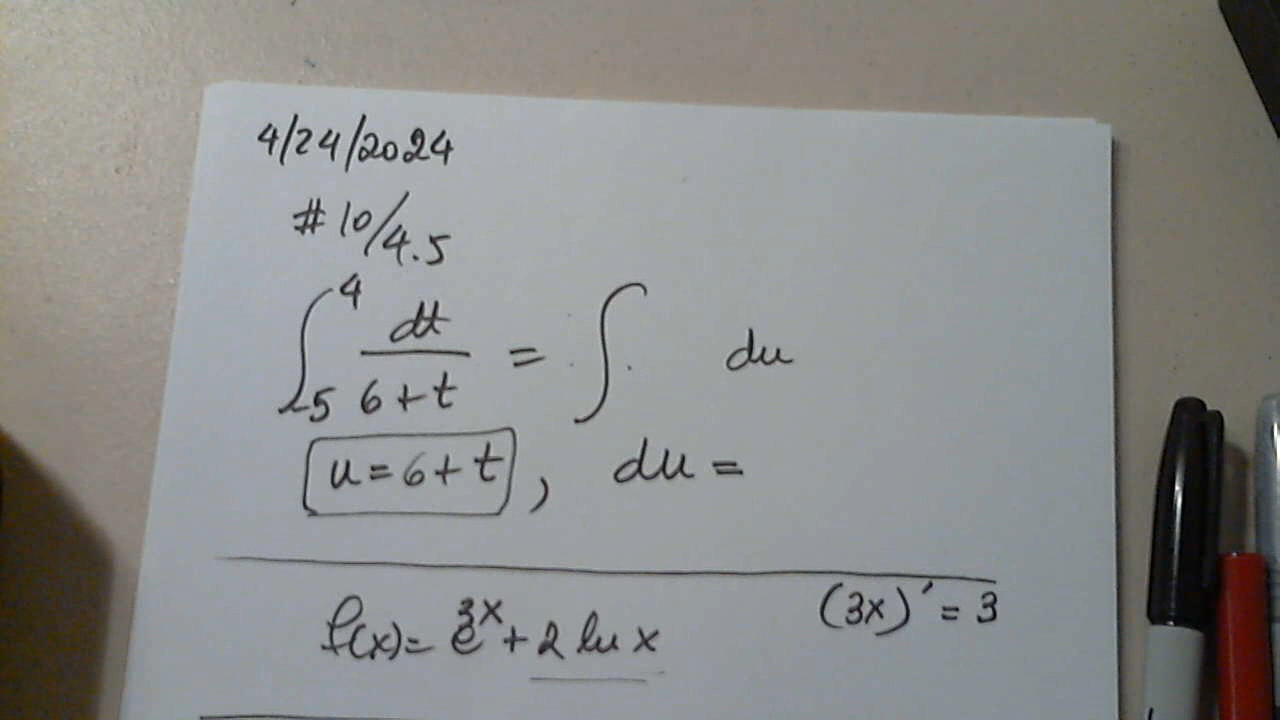 4/24/2024
#10/4.5
∫_{-5}^{4} dt/(6+t) = ∫ du
u=6+t, du=
f(x)= e^{3x}+2 ln x (3x)'=3